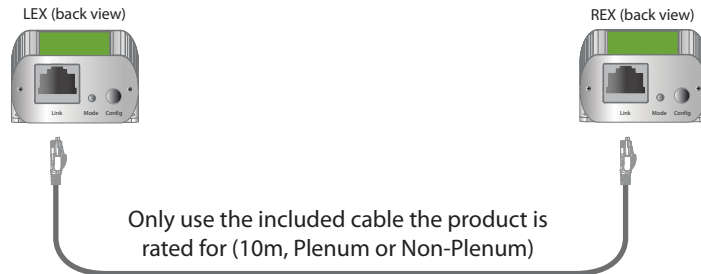 LEX (back view)
REX (back view)
Link Mode Config
Link Mode Config
Only use the included cable the product is
rated for (10m, Plenum or Non-Plenum)